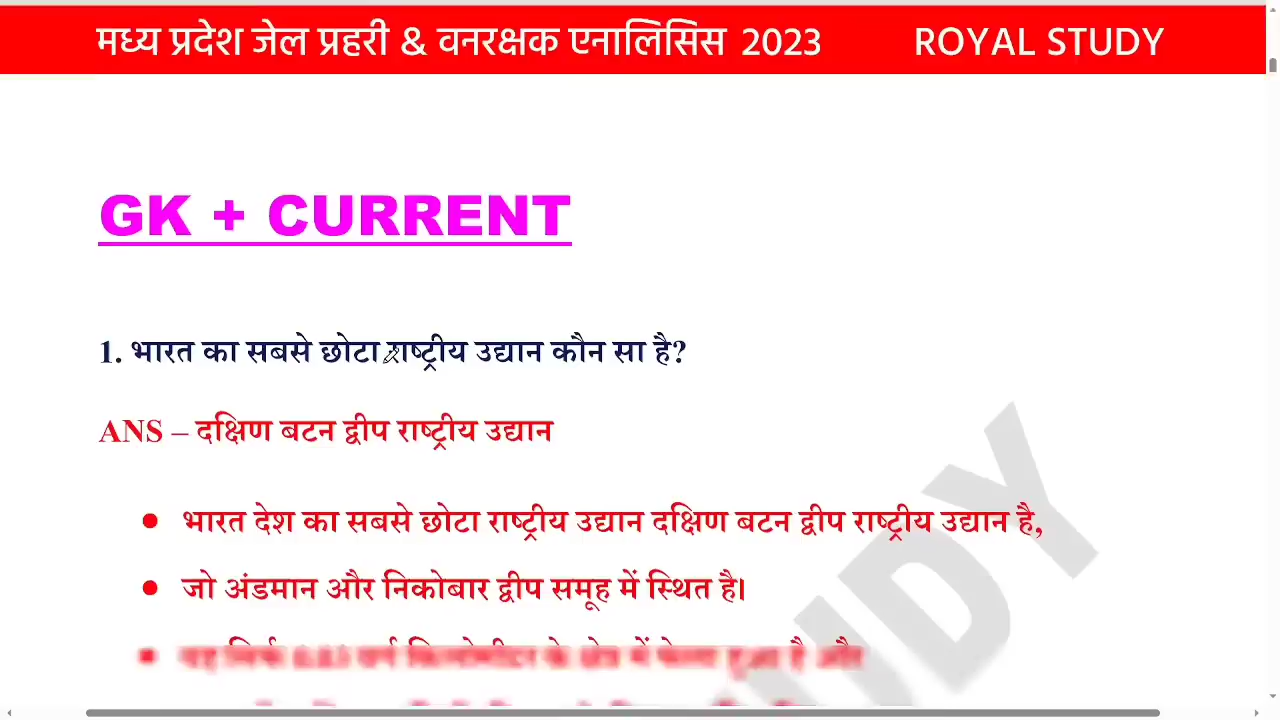 मध्य प्रदेश जेल प्रहरी & वनरक्षक एनालिसिस 2023 ROYAL STUDY
GK + CURRENT
1. भारत का सबसे छोटा राष्ट्रीय उद्यान कौन सा है?
ANS – दक्षिण बटन द्वीप राष्ट्रीय उद्यान
• भारत देश का सबसे छोटा राष्ट्रीय उद्यान दक्षिण बटन द्वीप राष्ट्रीय उद्यान है,
• जो अंडमान और निकोबार द्वीप समूह में स्थित है।